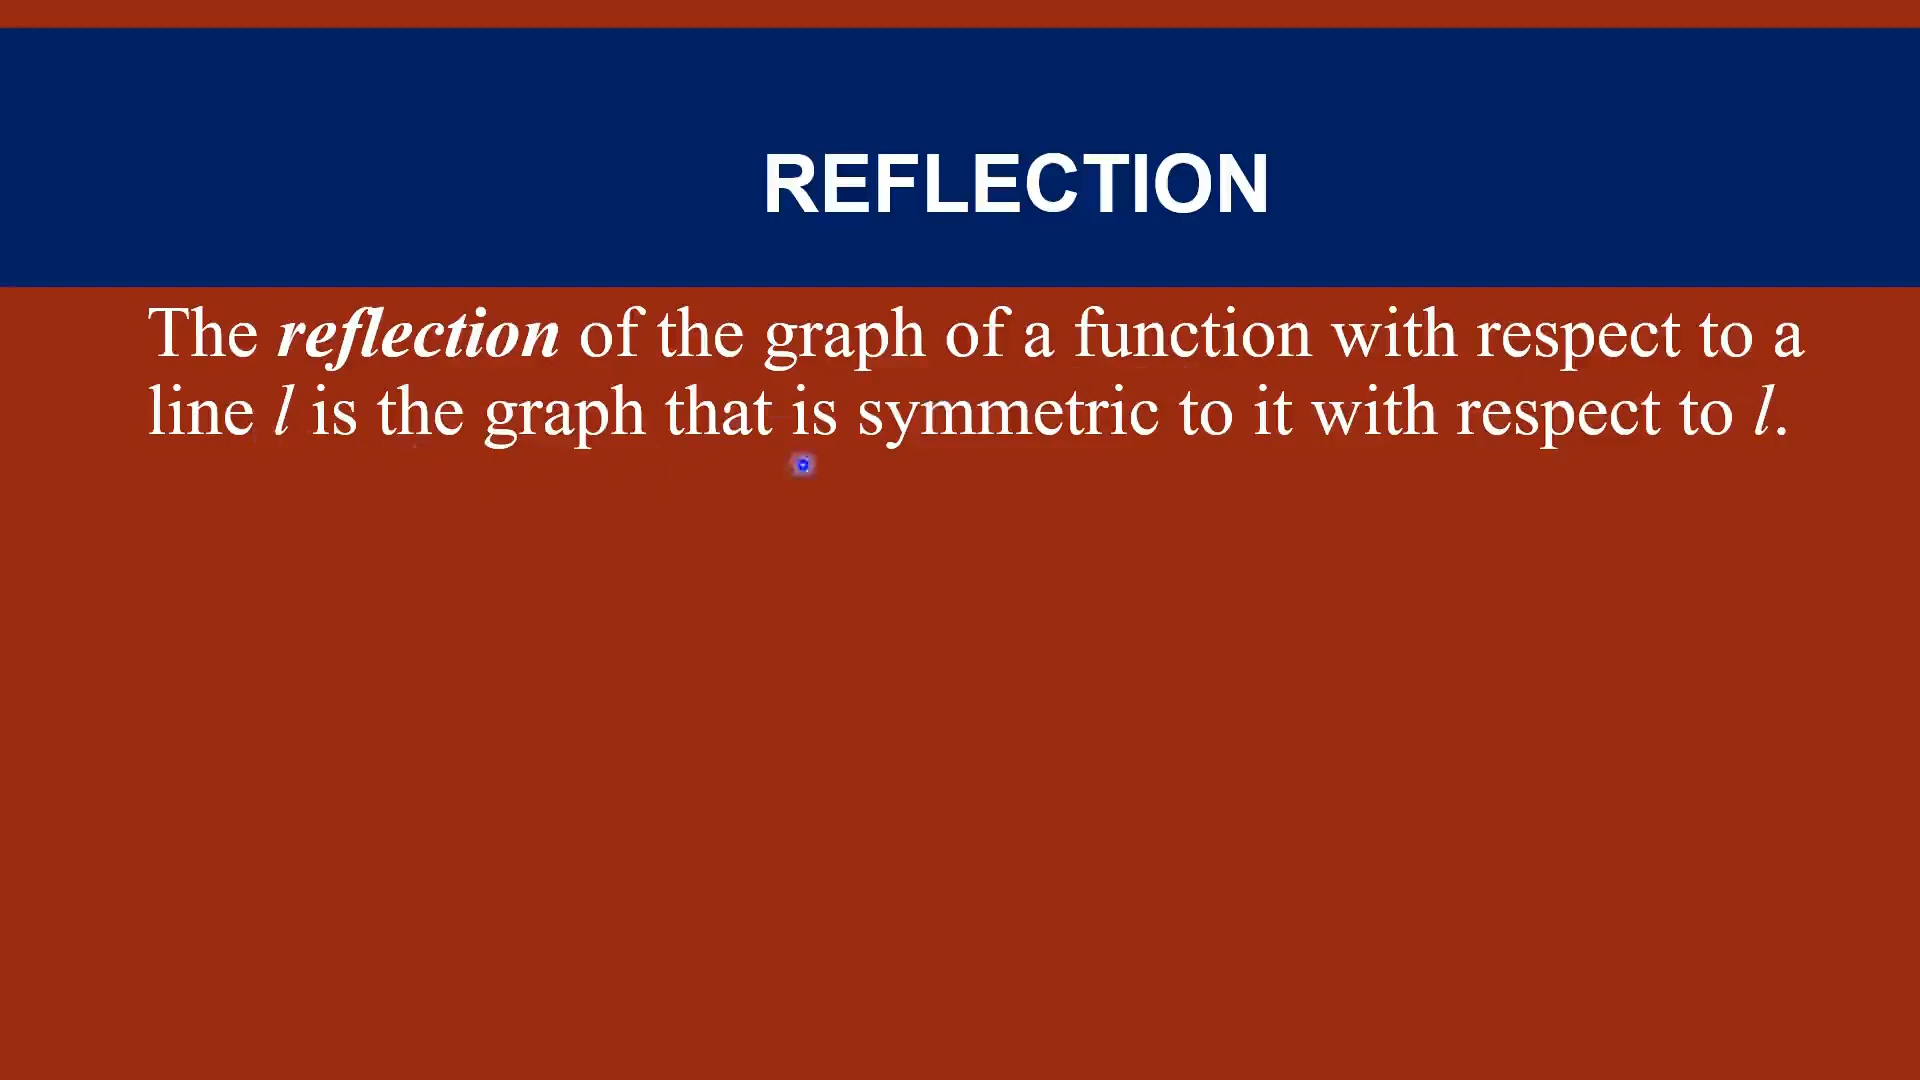 REFLECTION
The reflection of the graph of a function with respect to a
line l is the graph that is symmetric to it with respect to l.